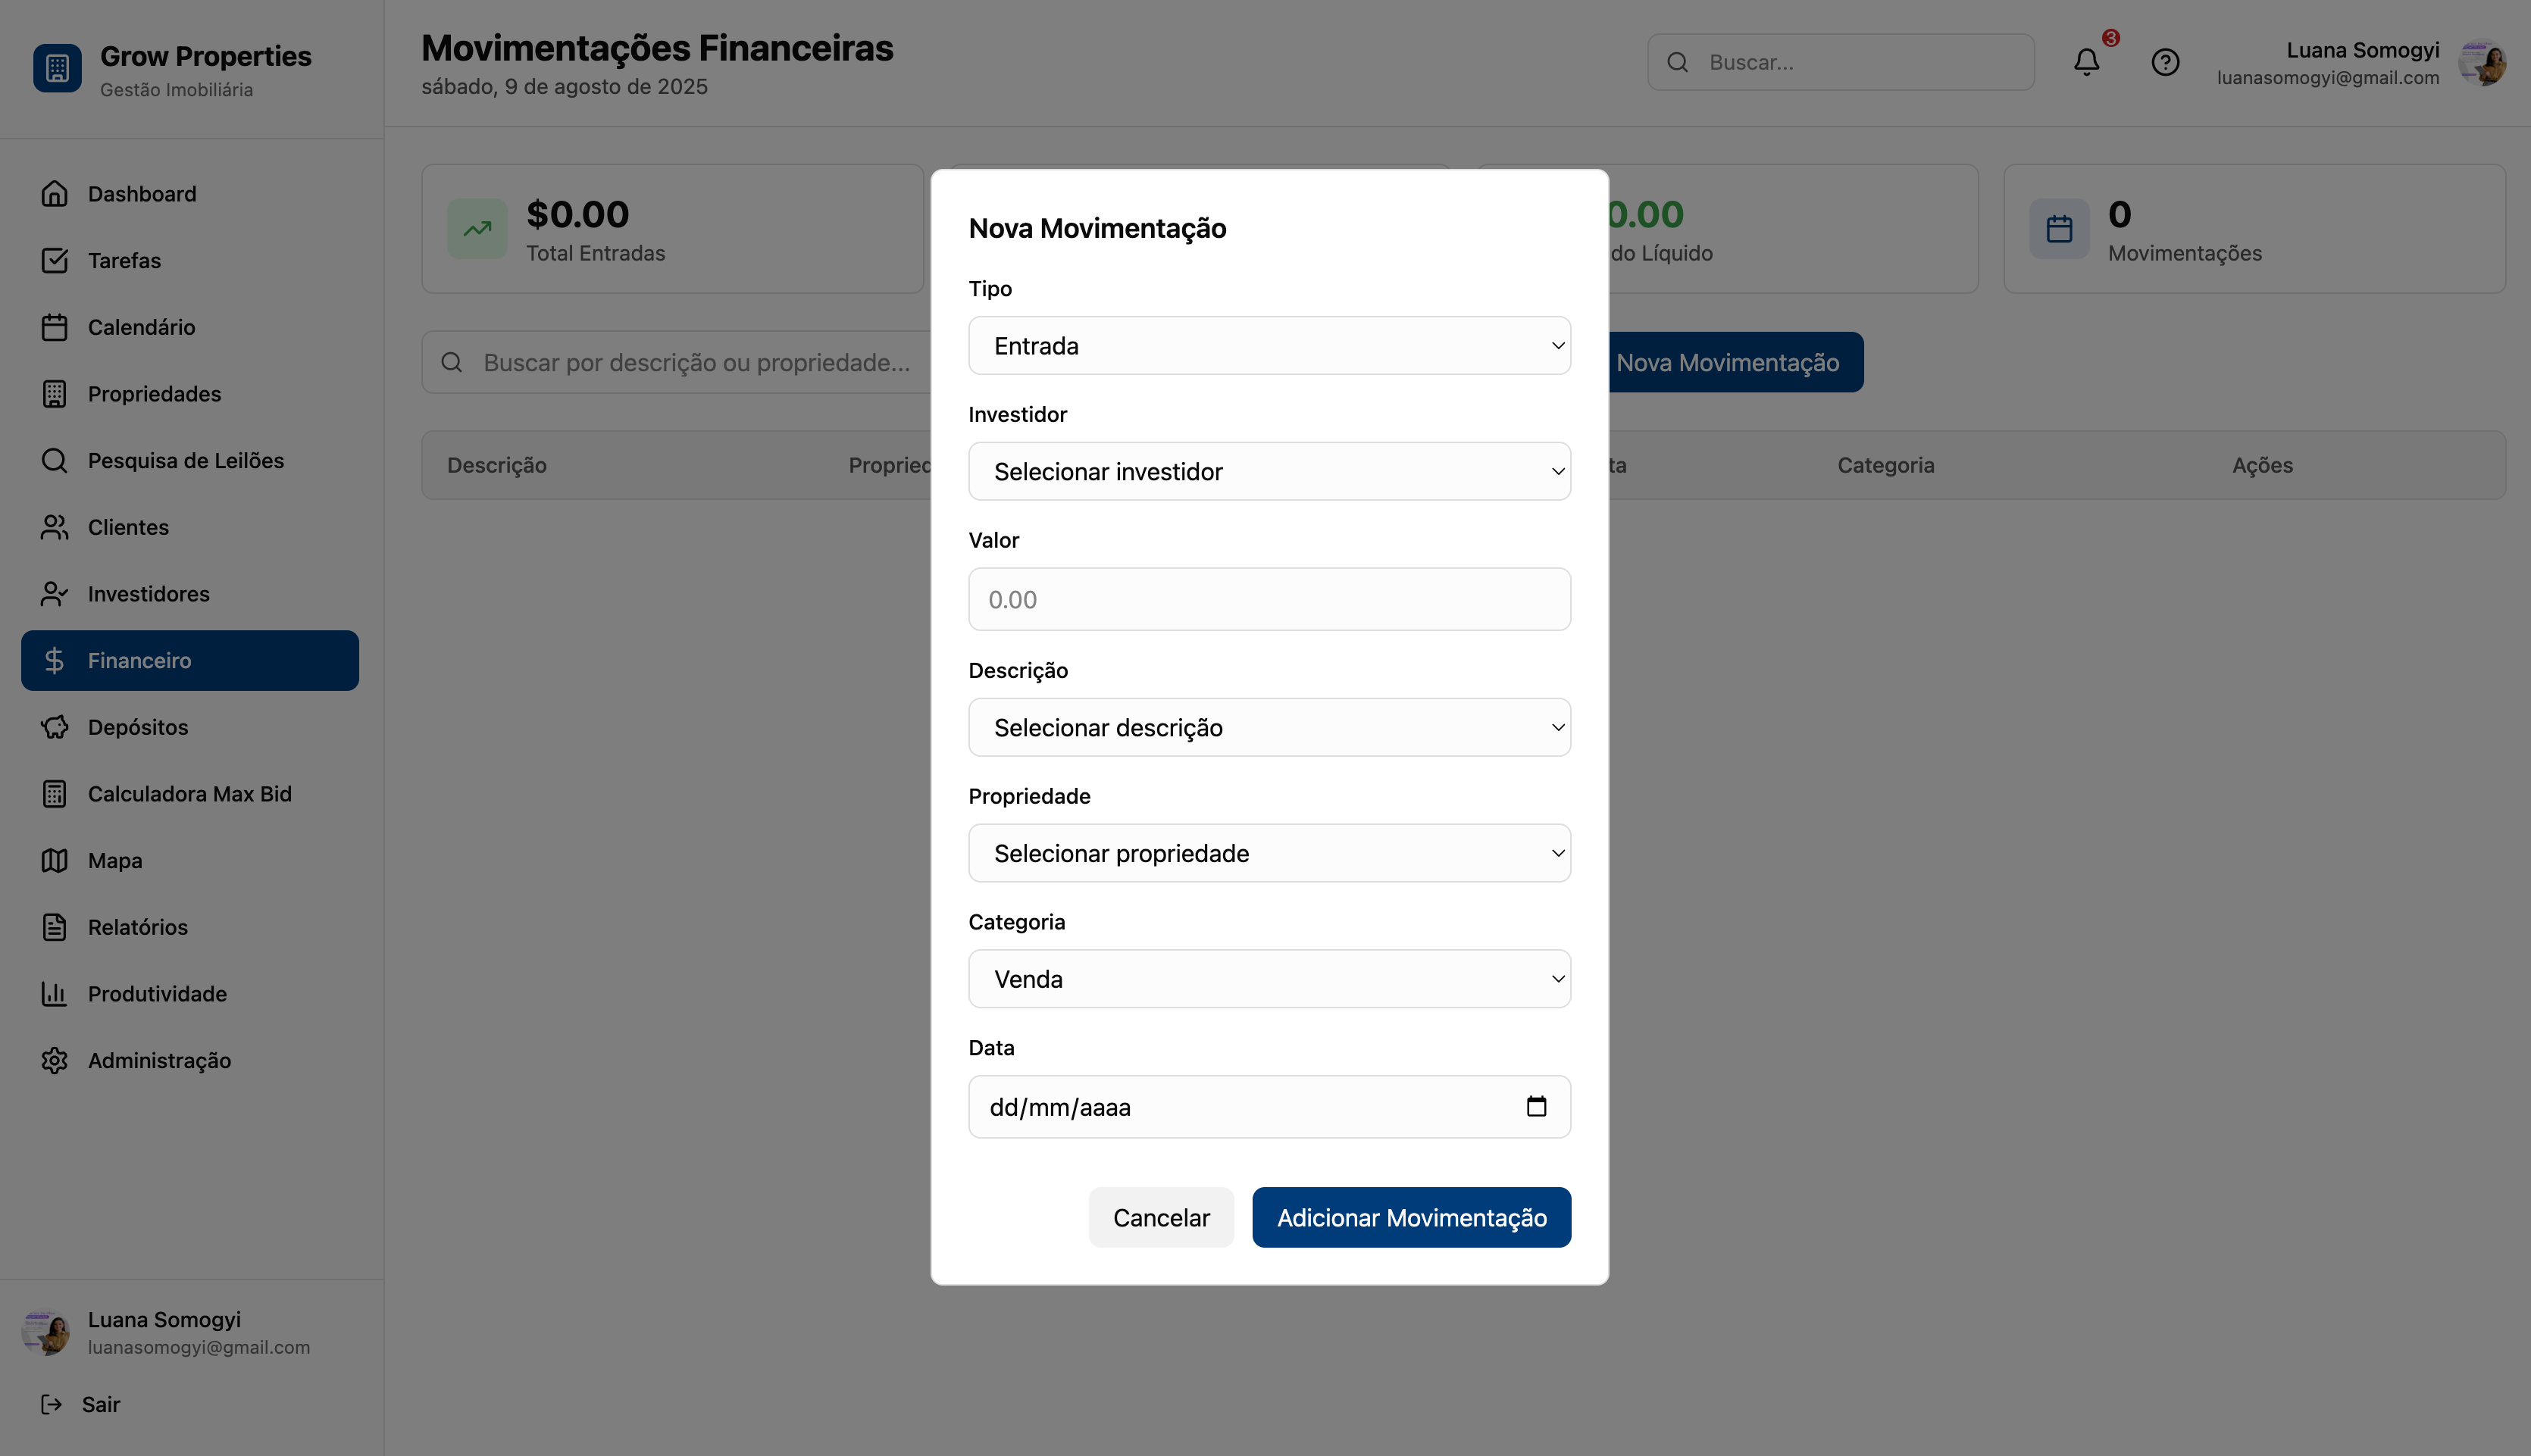 Grow Properties
Gestão Imobiliária
Dashboard
Tarefas
Calendário
Propriedades
Pesquisa de Leilões
Clientes
Investidores
Financeiro
Depósitos
Calculadora Max Bid
Mapa
Relatórios
Produtividade
Administração
Luana Somogyi
luanasomogyi@gmail.com
Sair
Movimentações Financeiras
sábado, 9 de agosto de 2025
Buscar...
3
Luana Somogyi
luanasomogyi@gmail.com
$0.00
Total Entradas
0.00
do Líquido
0
Movimentações
Buscar por descrição ou propriedade...
Nova Movimentação
Descrição
Propried
ta
Categoria
Ações
Nova Movimentação
Tipo
Entrada
Investidor
Selecionar investidor
Valor
0.00
Descrição
Selecionar descrição
Propriedade
Selecionar propriedade
Categoria
Venda
Data
dd/mm/aaaa
Cancelar
Adicionar Movimentação